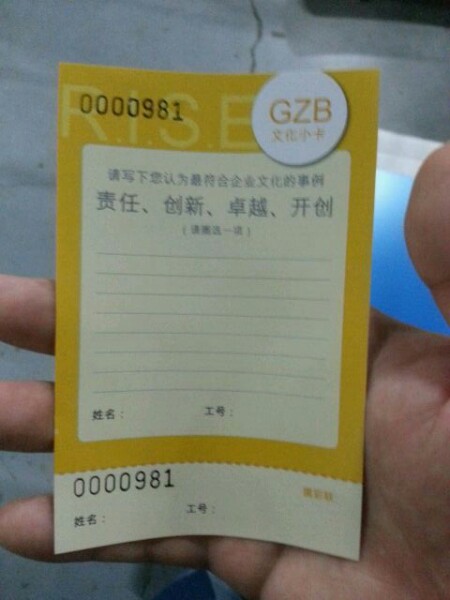 R.I.S.E
0000981
GZB
文化小卡
请写下您认为最符合企业文化的事例
责任、创新、卓越、开创
（请圈选一项）
姓名：
工号：
0000981
姓名：
工号：